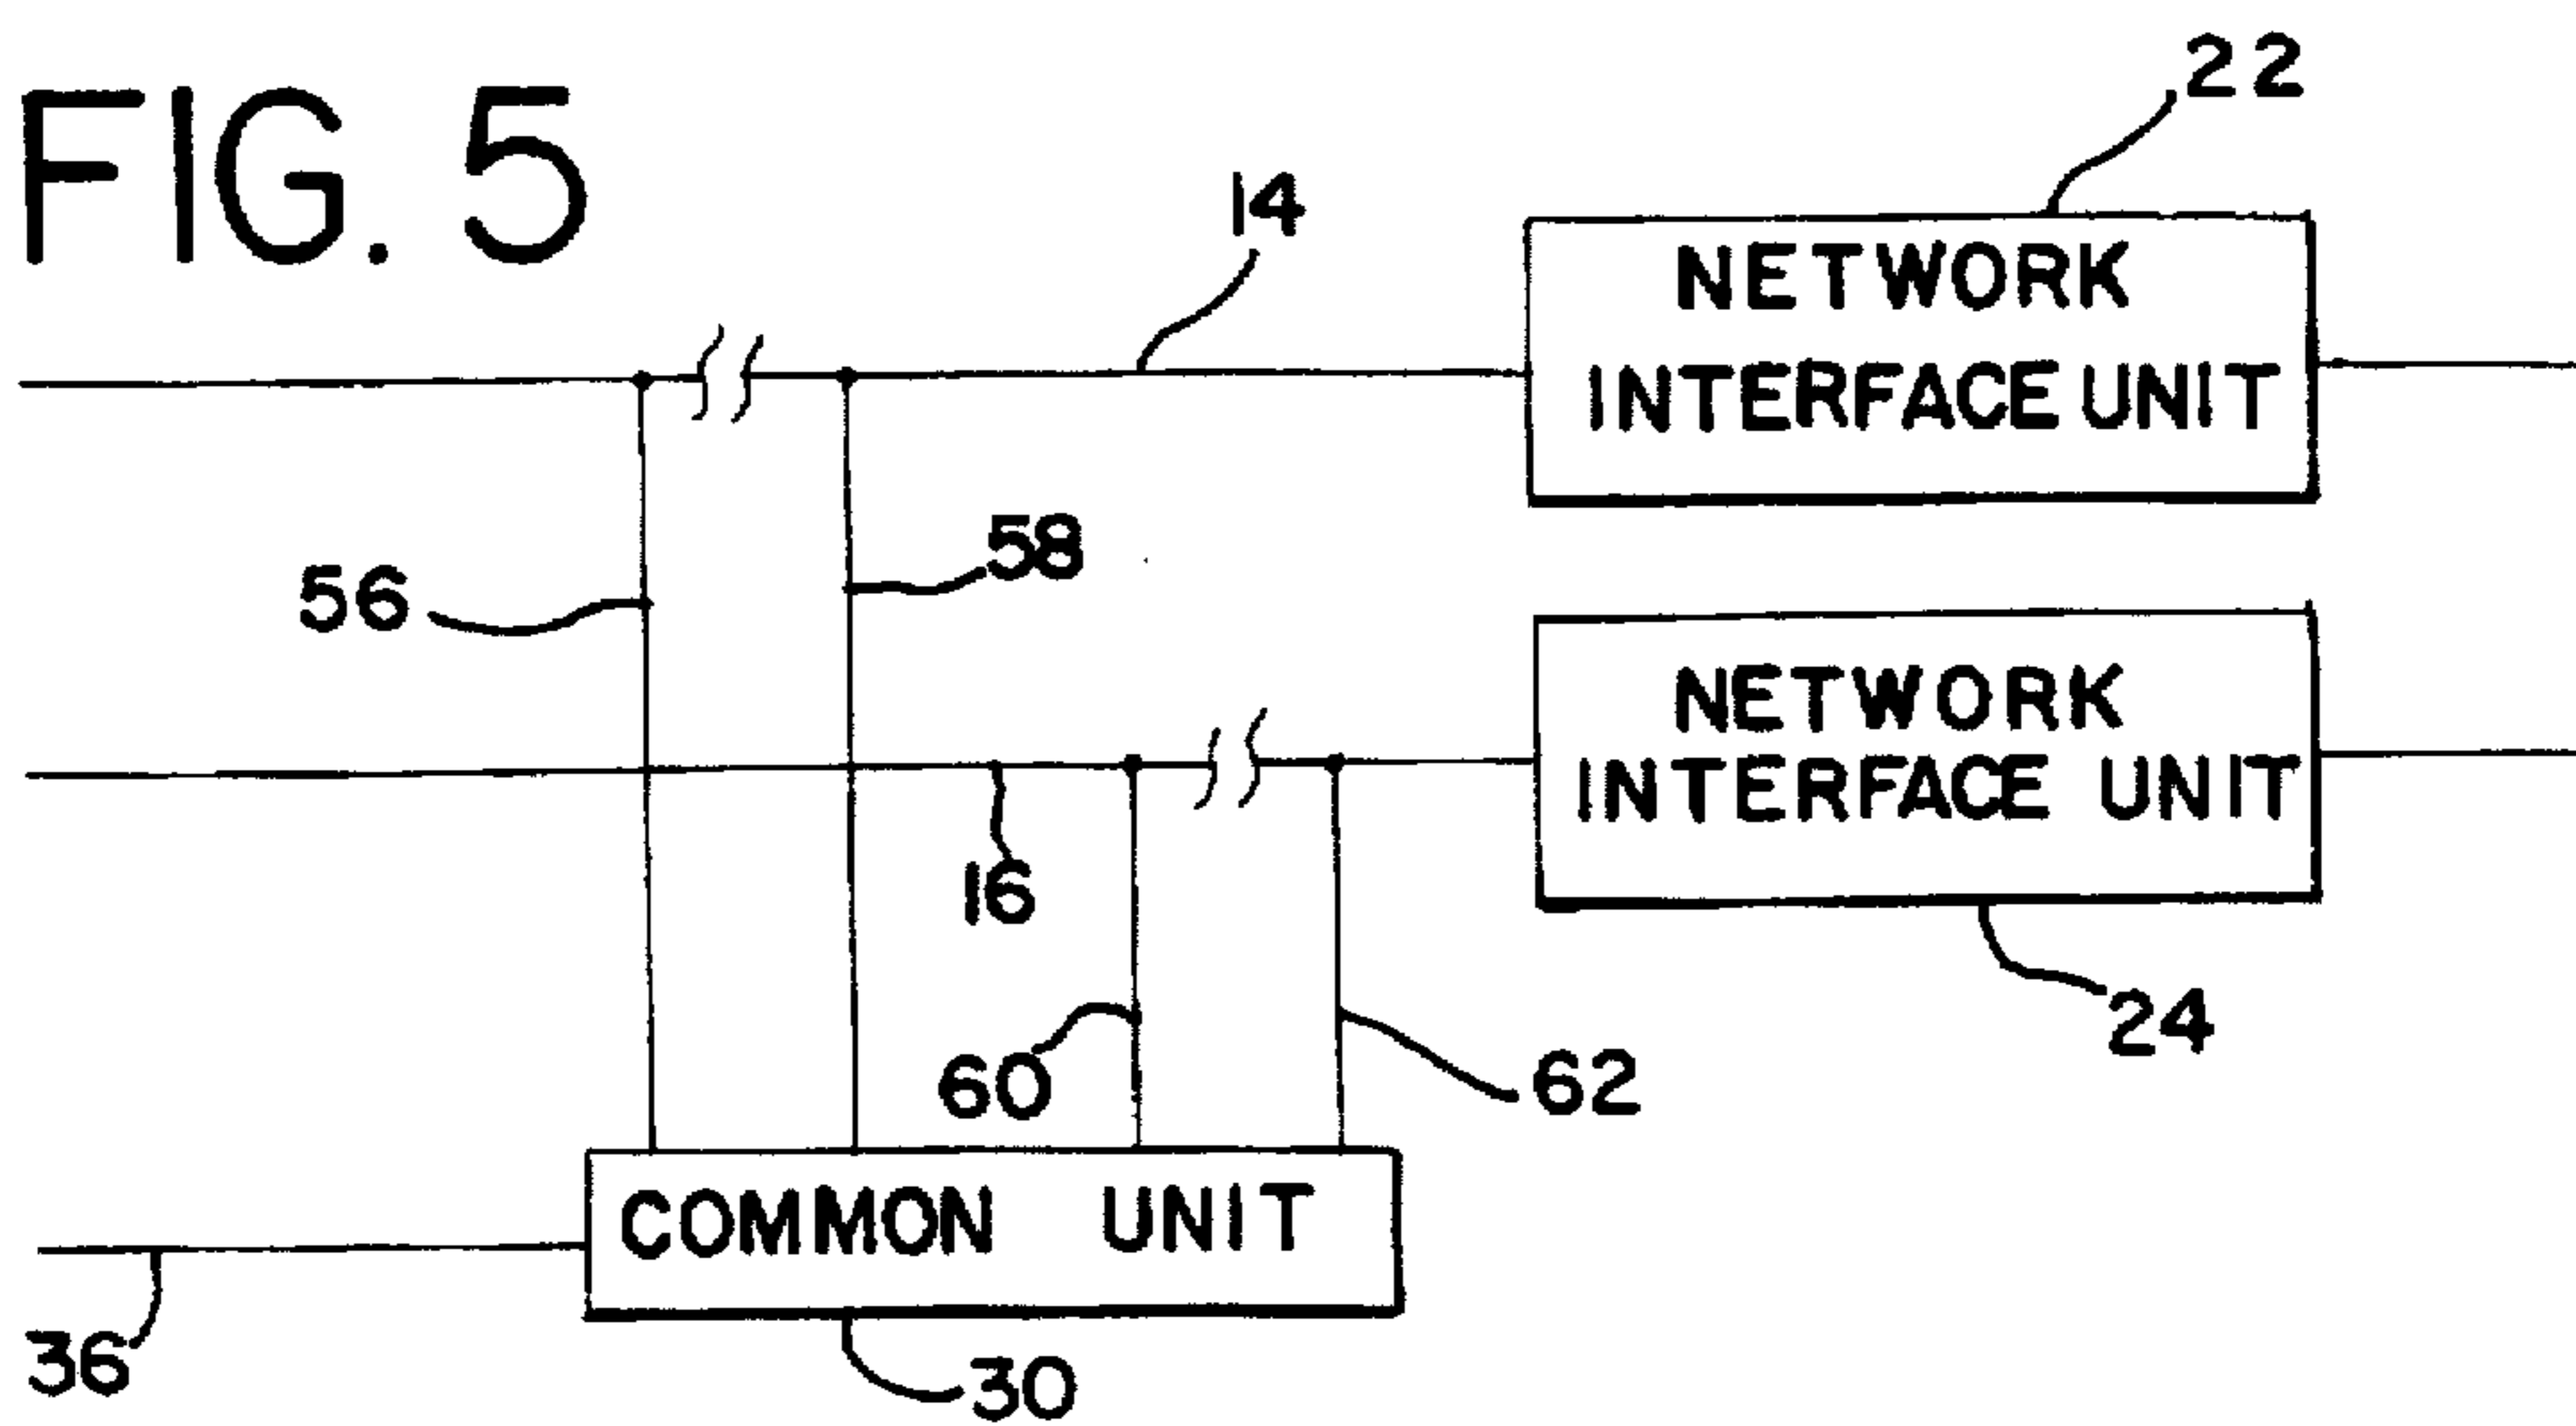 FIG. 5
22
14
NETWORK
INTERFACE UNIT
58
56
NETWORK
INTERFACE UNIT
16
24
60
62
COMMON UNIT
36
30